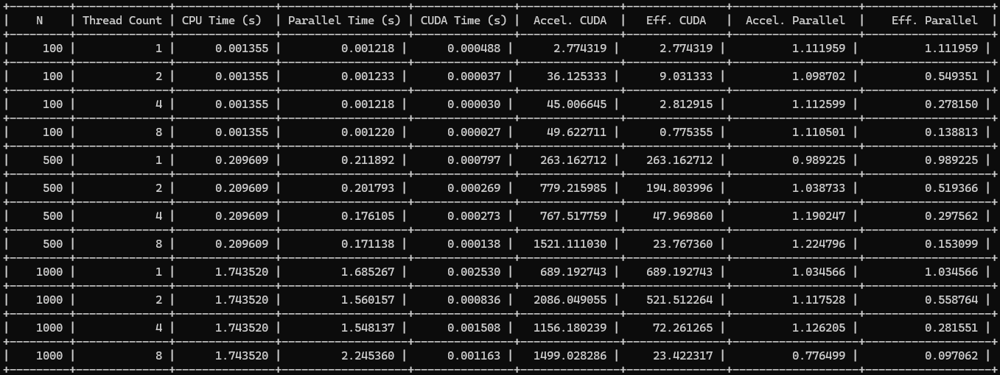 | N | Thread Count | CPU Time (s) | Parallel Time (s) | CUDA Time (s) | Accel. CUDA | Eff. CUDA | Accel. Parallel | Eff. Parallel |
| 100 | 1 | 0.001355 | 0.001218 | 0.000488 | 2.774319 | 2.774319 | 1.111959 | 1.111959 |
| 100 | 2 | 0.001355 | 0.001233 | 0.000037 | 36.125333 | 9.031333 | 1.098702 | 0.549351 |
| 100 | 4 | 0.001355 | 0.001218 | 0.000030 | 45.006645 | 2.812915 | 1.112599 | 0.278150 |
| 100 | 8 | 0.001355 | 0.001220 | 0.000027 | 49.622711 | 0.775355 | 1.110501 | 0.138813 |
| 500 | 1 | 0.209609 | 0.211892 | 0.000797 | 263.162712 | 263.162712 | 0.989225 | 0.989225 |
| 500 | 2 | 0.209609 | 0.201793 | 0.000269 | 779.215985 | 194.803996 | 1.038733 | 0.519366 |
| 500 | 4 | 0.209609 | 0.176105 | 0.000273 | 767.517759 | 47.969860 | 1.190247 | 0.297562 |
| 500 | 8 | 0.209609 | 0.171138 | 0.000138 | 1521.111030 | 23.767360 | 1.224796 | 0.153099 |
| 1000 | 1 | 1.743520 | 1.685267 | 0.002530 | 689.192743 | 689.192743 | 1.034566 | 1.034566 |
| 1000 | 2 | 1.743520 | 1.560157 | 0.000836 | 2086.049055 | 521.512264 | 1.117528 | 0.558764 |
| 1000 | 4 | 1.743520 | 1.548137 | 0.001508 | 1156.180239 | 72.261265 | 1.126205 | 0.281551 |
| 1000 | 8 | 1.743520 | 2.245360 | 0.001163 | 1499.028286 | 23.422317 | 0.776499 | 0.097062 |